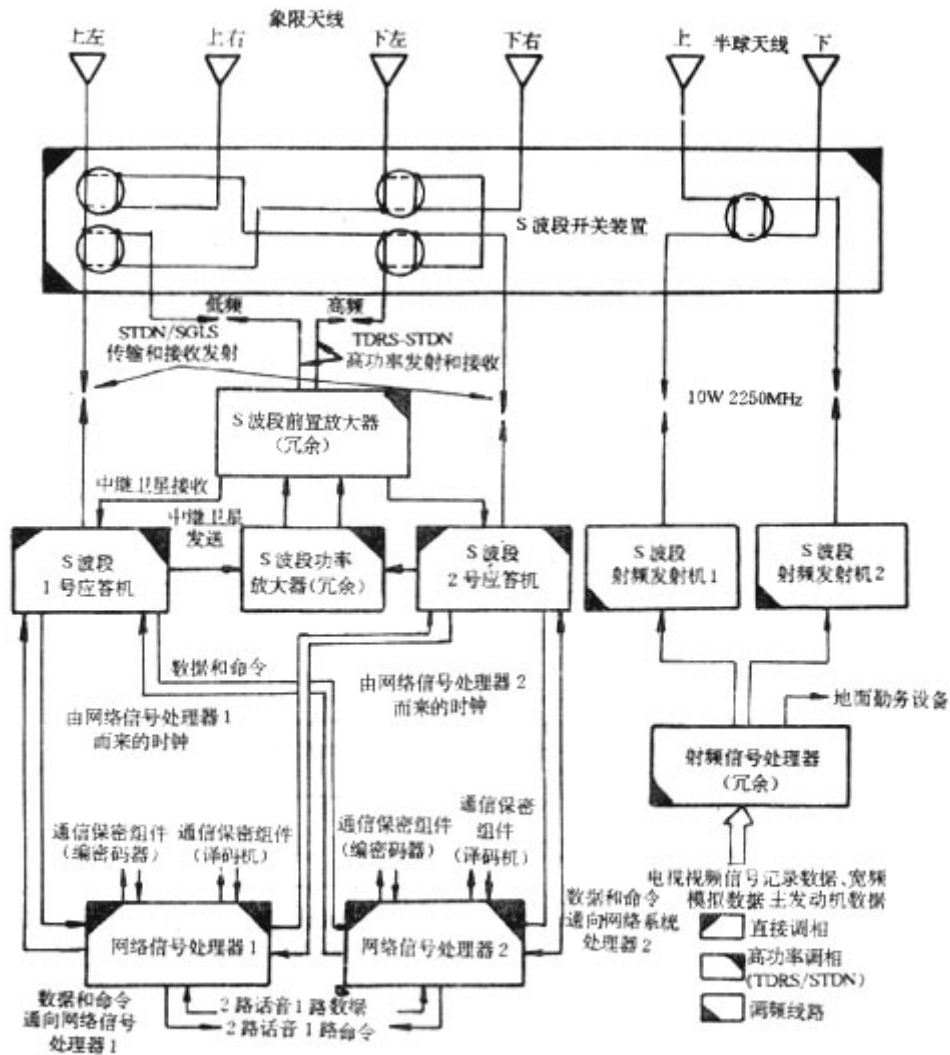 象限天线
上左
上右
下左
下右
上
半球天线
下
S波段开关装置
低频
高频
STDN/SGLS
传输和接收发射
TDRS-STDN
高功率发射和接收
10W 2250MHz
S波段前置放大器
(冗余)
中继卫星接收
中继卫星
发送
S波段
1号应答机
S波段功率
放大器(冗余)
S波段
2号应答机
S波段
射频发射机1
S波段
射频发射机2
数据和命令
由网络信号处理器2
而来的时钟
由网络信号处理器1
而来的时钟
地面勤务设备
射频信号处理器
(冗余)
通信保密组件
(编密码器)
通信保密组件
(译码机)
通信保密组件
(编密码器)
通信保密
组件
(译码机)
电视视频信号记录数据、宽频
模拟数据主发动机数据
数据和命令
通向网络系统
处理器2
网络信号处理器1
网络信号处理器2
直接调相
高功率调相
(TDRS/STDN)
调频线路
数据和命令
通向网络信号
处理器1
2路话音1路数据
2路话音1路命令